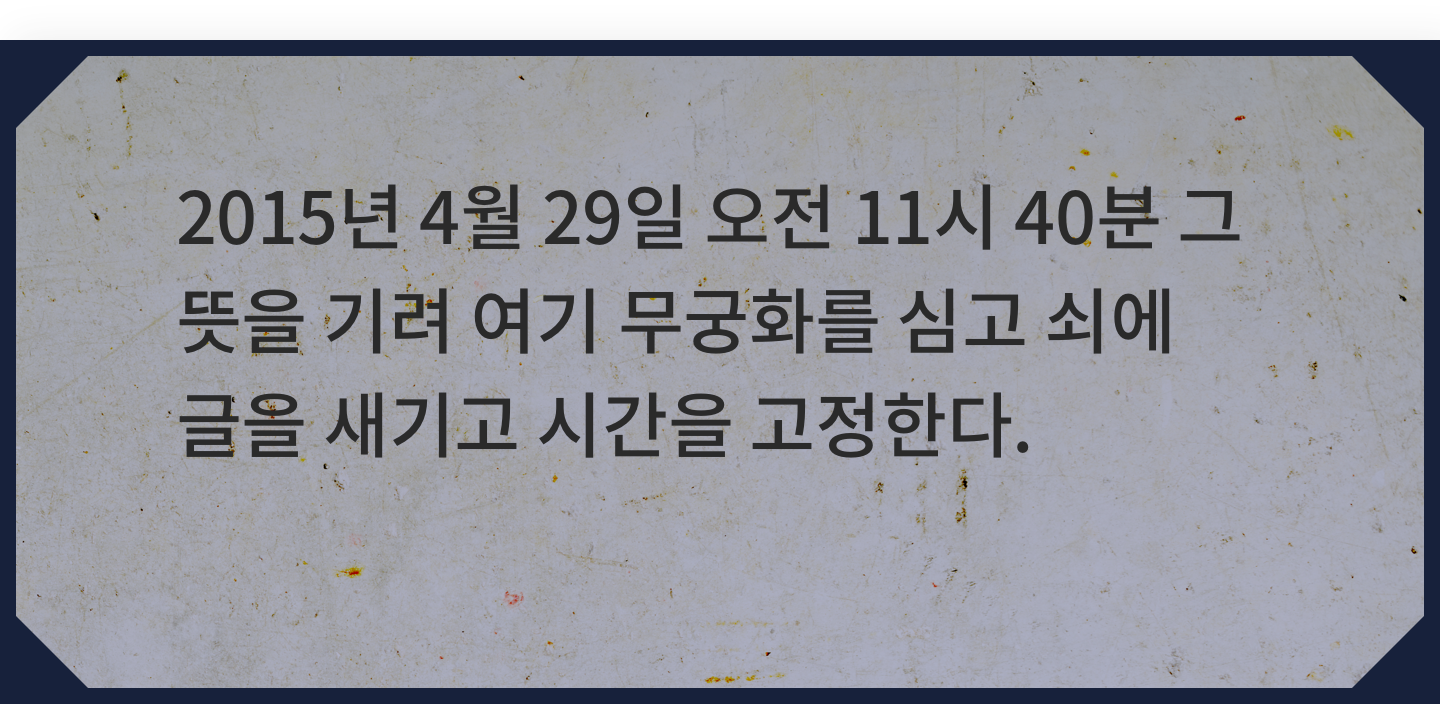 2015년 4월 29일 오전 11시 40분 그
뜻을 기려 여기 무궁화를 심고 쇠에
글을 새기고 시간을 고정한다.